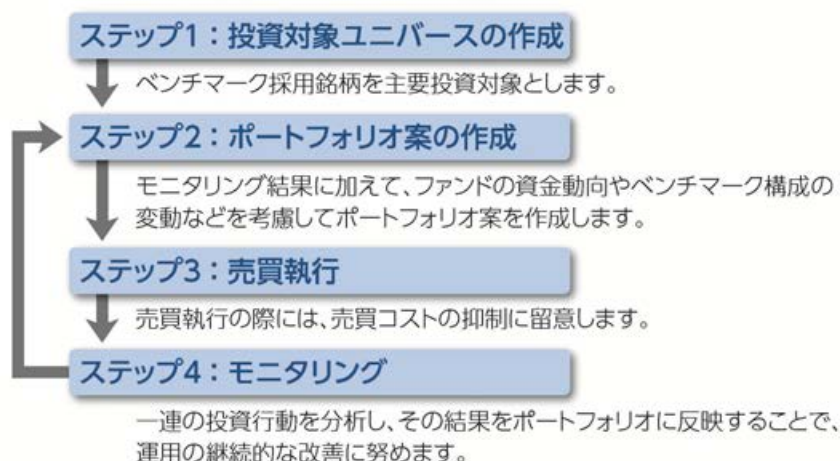 ステップ1：投資対象ユニバースの作成
ベンチマーク採用銘柄を主要投資対象とします。
ステップ2：ポートフォリオ案の作成
モニタリング結果に加えて、ファンドの資金動向やベンチマーク構成の
変動などを考慮してポートフォリオ案を作成します。
ステップ3：売買執行
売買執行の際には、売買コストの抑制に留意します。
ステップ4：モニタリング
一連の投資行動を分析し、その結果をポートフォリオに反映することで、
運用の継続的な改善に努めます。